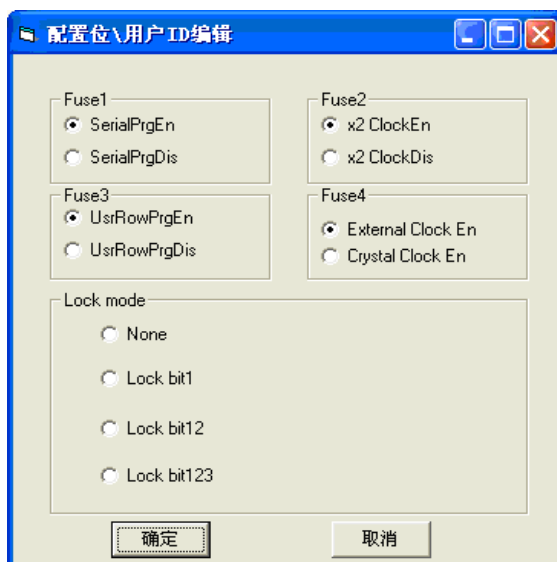 配置位\用户ID编辑
Fuse1
SerialPrgEn
SerialPrgDis
Fuse2
x2 ClockEn
x2 ClockDis
Fuse3
UsrRowPrgEn
UsrRowPrgDis
Fuse4
External Clock En
Crystal Clock En
Lock mode
None
Lock bit1
Lock bit12
Lock bit123
确定
取消